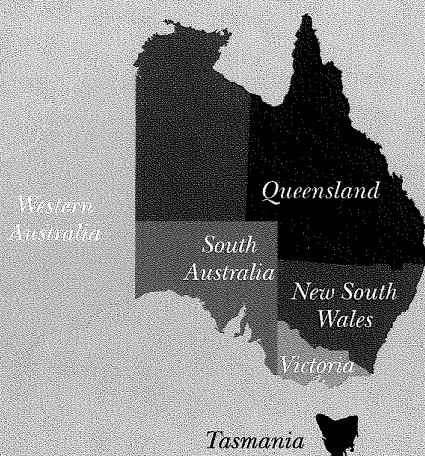 Western
Australia
South
Australia
Queensland
New South
Wales
Victoria
Tasmania